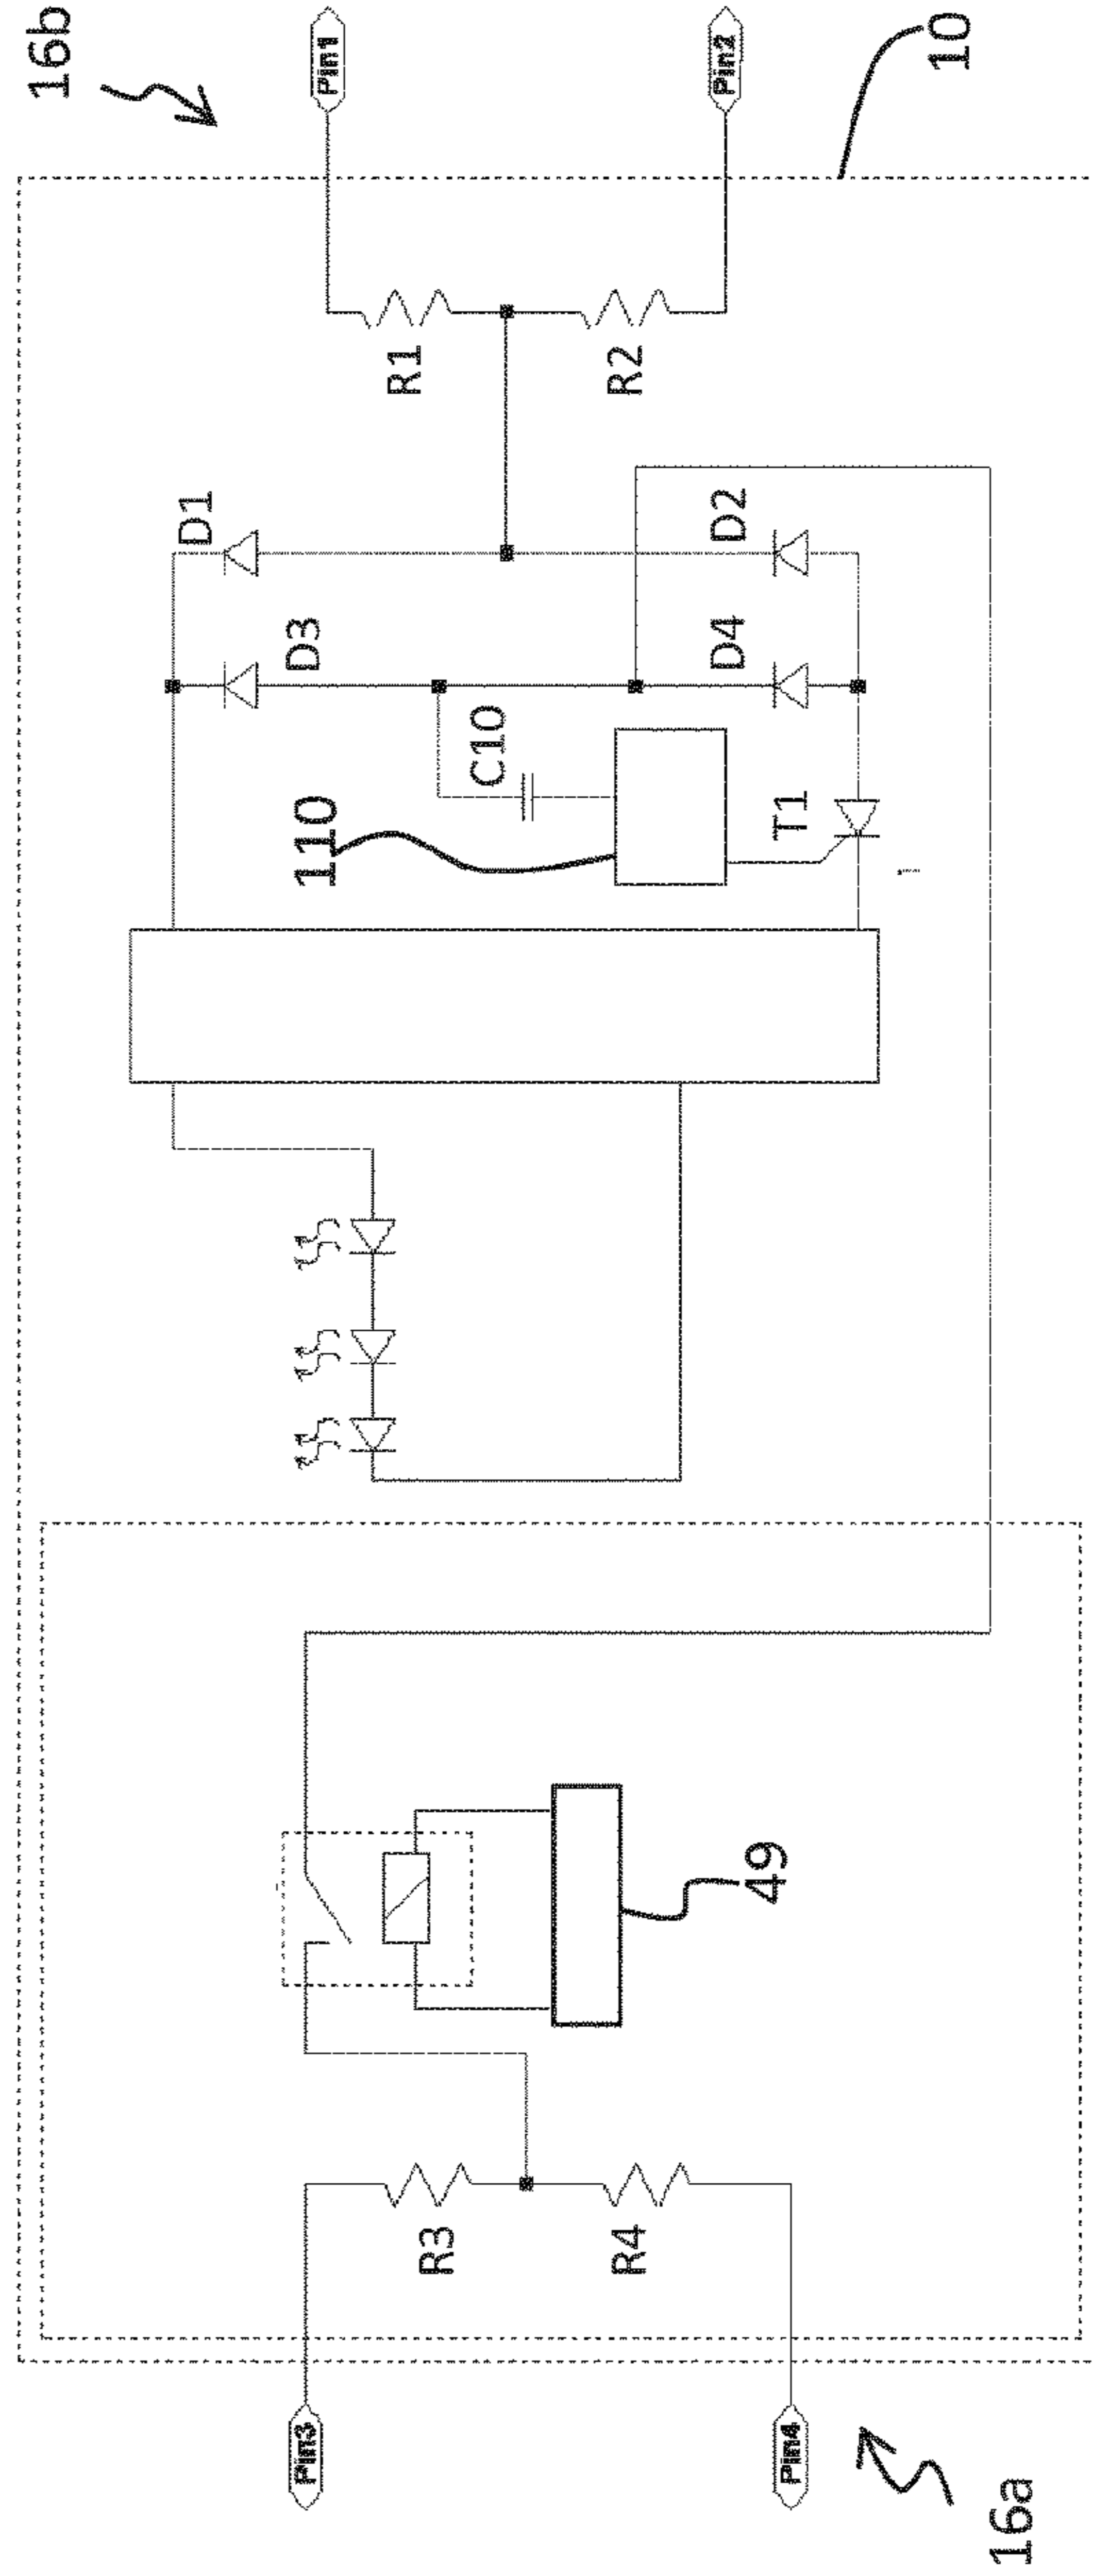 16b
Pin1
Pin2
10
R1
R2
D1
D2
D3
D4
C10
110
T1
49
R3
R4
Pin3
Pin4
16a